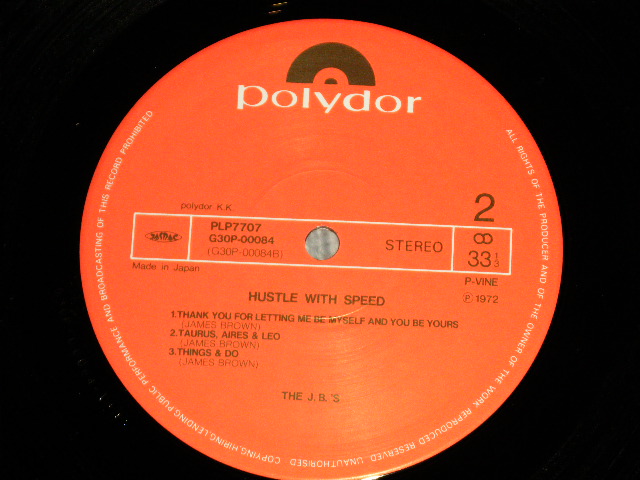 polydor
polydor K.K.
2
PLP7707
G30P-00084
(G30P-00084B)
STEREO
33 1/3
Made in Japan
P-VINE
℗ 1972
HUSTLE WITH SPEED
1.THANK YOU FOR LETTING ME BE MYSELF AND YOU BE YOURS
(JAMES BROWN)
2.TAURUS, AIRES & LEO
(JAMES BROWN)
3.THINGS & DO
(JAMES BROWN)
THE J.B.'S
ALL RIGHTS OF THE PRODUCER AND OF THE OWNER OF THE WORK REPRODUCED RESERVED. UNAUTHORISED COPYING,HIRING,LENDING,PUBLIC PERFORMANCE AND BROADCASTING OF THIS RECORD PROHIBITED